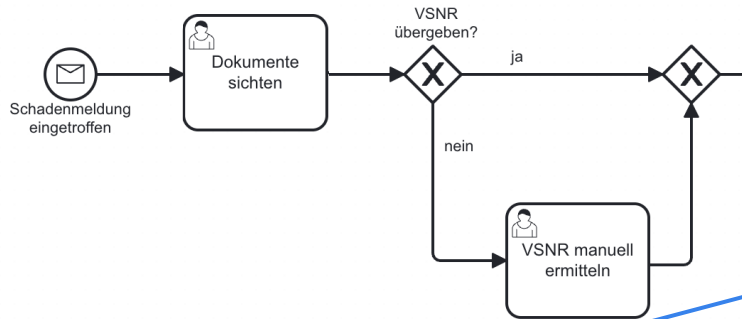 Schadenmeldung
eingetroffen
Dokumente
sichten
VSNR
übergeben?
ja
nein
VSNR manuell
ermitteln